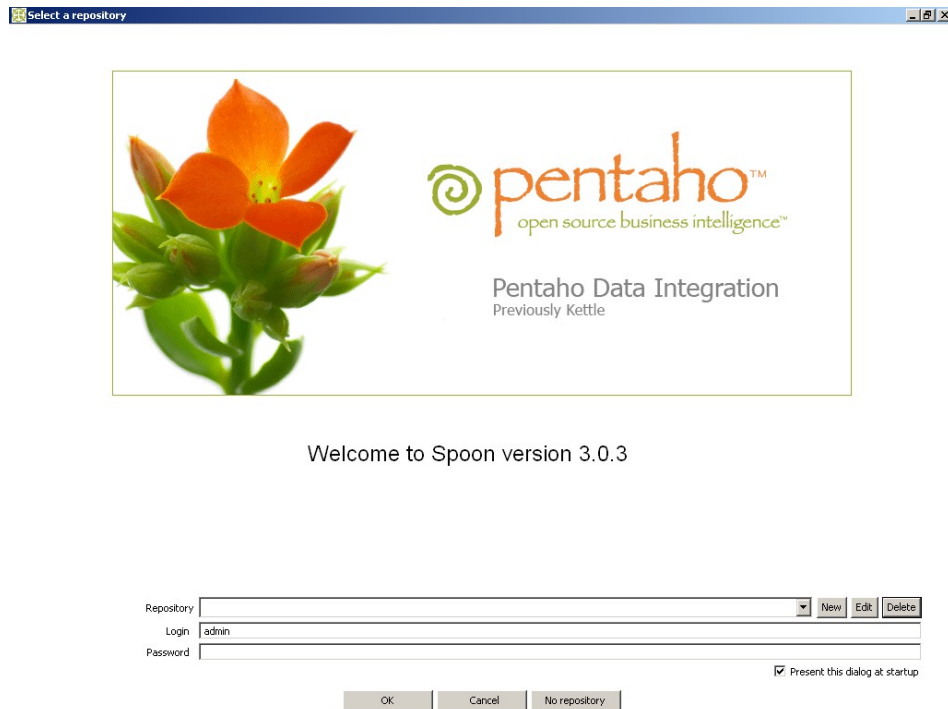 Select a repository
pentaho™
open source business intelligence™
Pentaho Data Integration
Previously Kettle
Welcome to Spoon version 3.0.3
Repository New Edit Delete
Login admin
Password
Present this dialog at startup
OK Cancel No repository